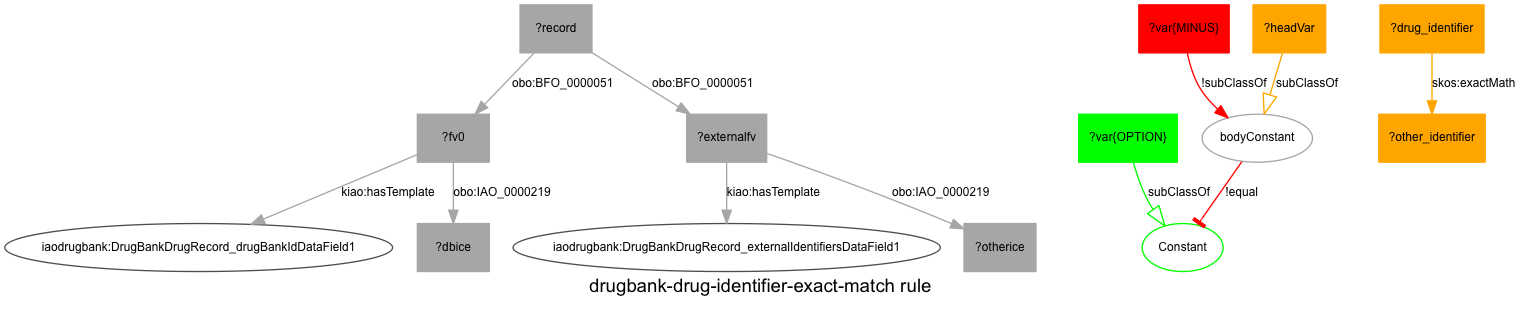 ?record
?var{MINUS}
?headVar
?drug_identifier
obo:BFO_0000051
obo:BFO_0000051
!subClassOf
subClassOf
skos:exactMath
?fv0
?externalfv
?var{OPTION}
bodyConstant
?other_identifier
kiao:hasTemplate
obo:IAO_0000219
kiao:hasTemplate
obo:IAO_0000219
subClassOf
!equal
iaodrugbank:DrugBankDrugRecord_drugBankIdDataField1
?dbice
iaodrugbank:DrugBankDrugRecord_externalIdentifiersDataField1
?otherice
Constant
drugbank-drug-identifier-exact-match rule